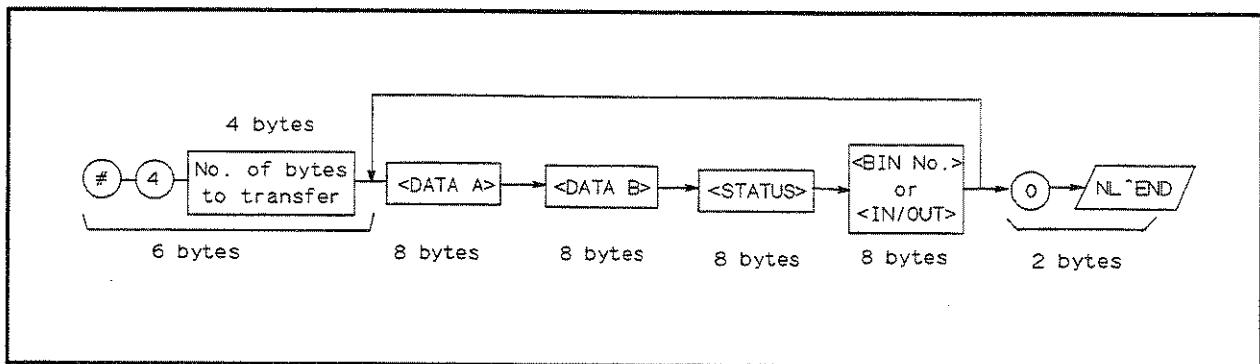 4 bytes
# 4 No. of bytes
to transfer
<DATA A> <DATA B> <STATUS> <BIN No.>
or
<IN/OUT>
0 NL^END
6 bytes 8 bytes 8 bytes 8 bytes 8 bytes 2 bytes